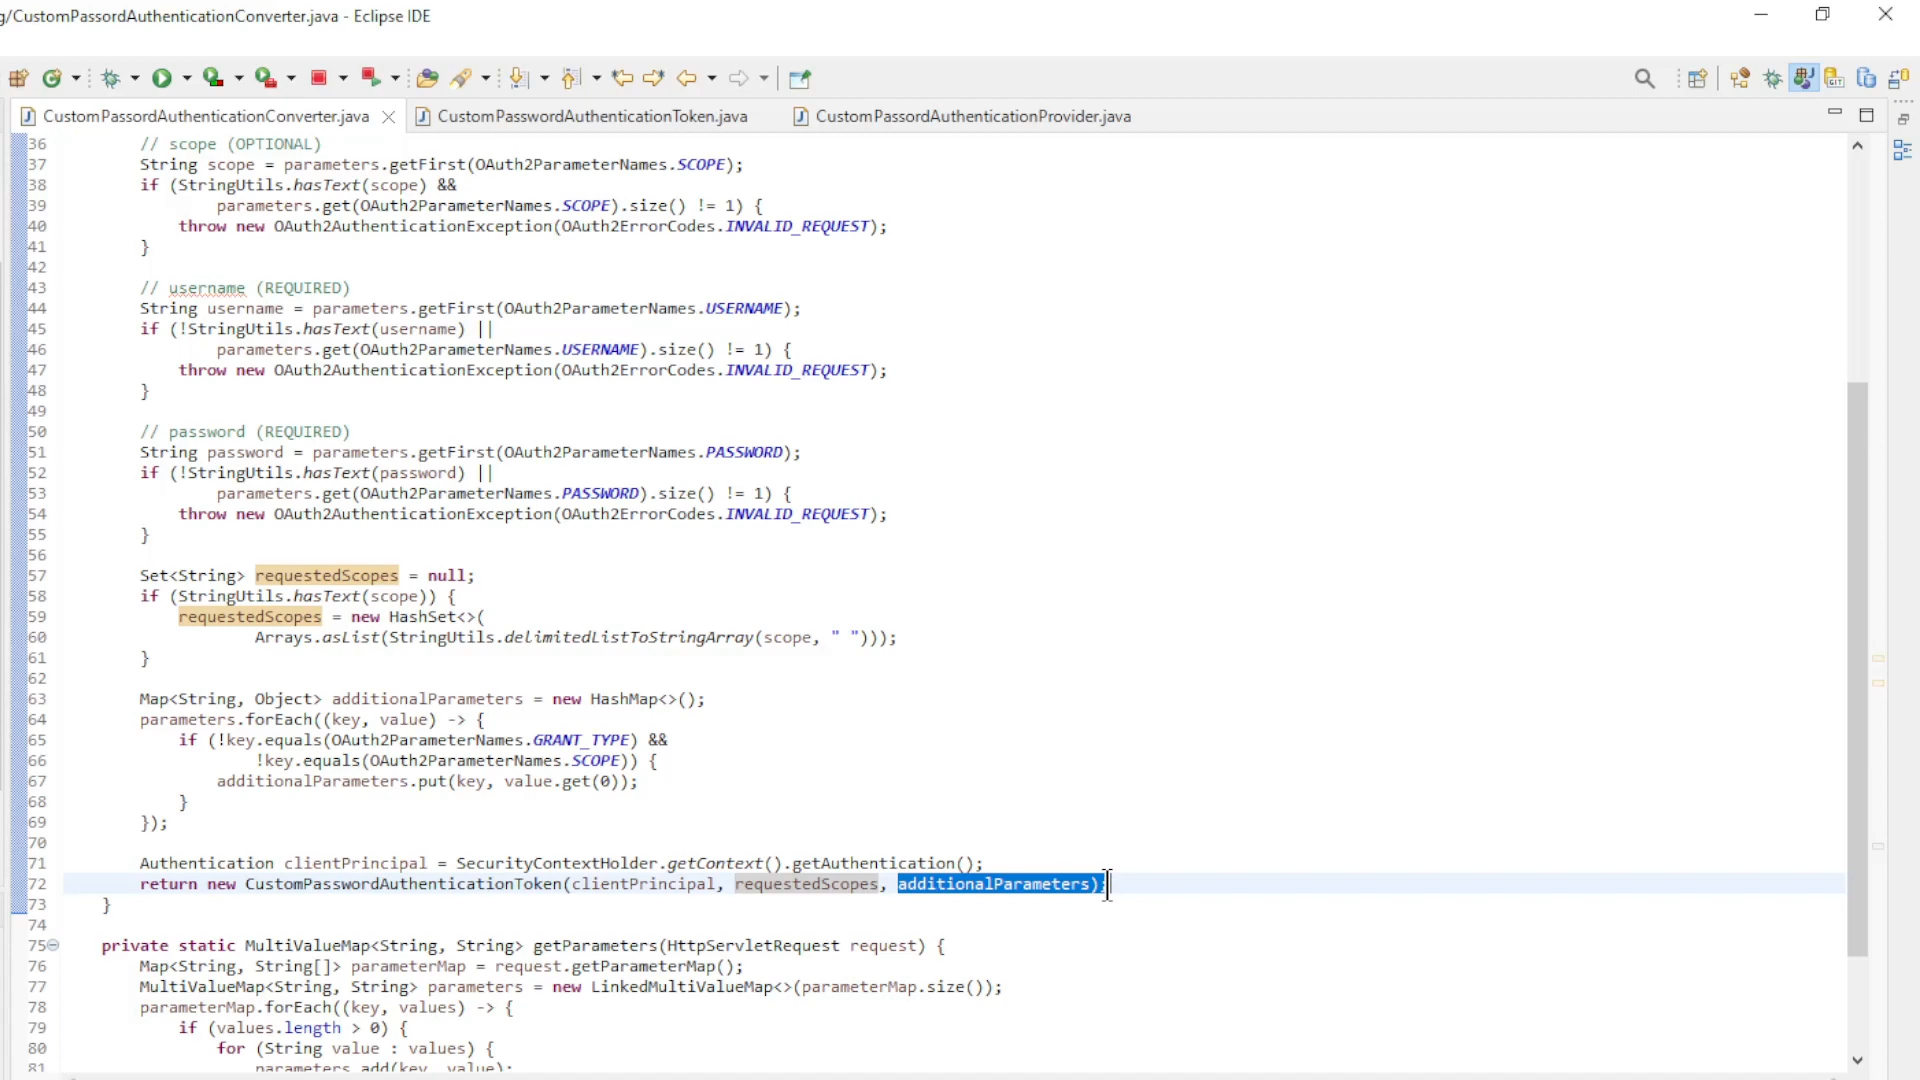 g/CustomPassordAuthenticationConverter.java - Eclipse IDE
CustomPassordAuthenticationConverter.java CustomPasswordAuthenticationToken.java CustomPassordAuthenticationProvider.java
36 // scope (OPTIONAL)
37 String scope = parameters.getFirst(OAuth2ParameterNames.SCOPE);
38 if (StringUtils.hasText(scope) &&
39 parameters.get(OAuth2ParameterNames.SCOPE).size() != 1) {
40 throw new OAuth2AuthenticationException(OAuth2ErrorCodes.INVALID_REQUEST);
41 }
42
43 // username (REQUIRED)
44 String username = parameters.getFirst(OAuth2ParameterNames.USERNAME);
45 if (!StringUtils.hasText(username) ||
46 parameters.get(OAuth2ParameterNames.USERNAME).size() != 1) {
47 throw new OAuth2AuthenticationException(OAuth2ErrorCodes.INVALID_REQUEST);
48 }
49
50 // password (REQUIRED)
51 String password = parameters.getFirst(OAuth2ParameterNames.PASSWORD);
52 if (!StringUtils.hasText(password) ||
53 parameters.get(OAuth2ParameterNames.PASSWORD).size() != 1) {
54 throw new OAuth2AuthenticationException(OAuth2ErrorCodes.INVALID_REQUEST);
55 }
56
57 Set<String> requestedScopes = null;
58 if (StringUtils.hasText(scope)) {
59 requestedScopes = new HashSet<>(
60 Arrays.asList(StringUtils.delimitedListToStringArray(scope, " ")));
61 }
62
63 Map<String, Object> additionalParameters = new HashMap<>();
64 parameters.forEach((key, value) -> {
65 if (!key.equals(OAuth2ParameterNames.GRANT_TYPE) &&
66 !key.equals(OAuth2ParameterNames.SCOPE)) {
67 additionalParameters.put(key, value.get(0));
68 }
69 });
70
71 Authentication clientPrincipal = SecurityContextHolder.getContext().getAuthentication();
72 return new CustomPasswordAuthenticationToken(clientPrincipal, requestedScopes, additionalParameters);
73 }
74
75 private static MultiValueMap<String, String> getParameters(HttpServletRequest request) {
76 Map<String, String[]> parameterMap = request.getParameterMap();
77 MultiValueMap<String, String> parameters = new LinkedMultiValueMap<>(parameterMap.size());
78 parameterMap.forEach((key, values) -> {
79 if (values.length > 0) {
80 for (String value : values) {
81 parameters.add(key, value);